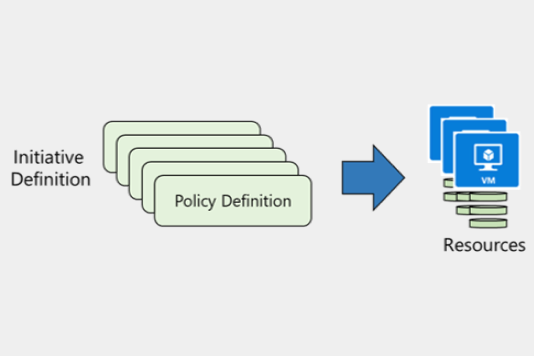 Initiative
Definition
Policy Definition
VM
Resources